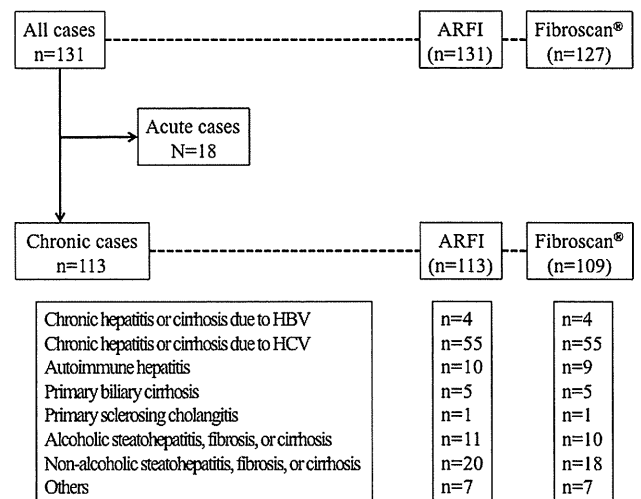 All cases
n=131
ARFI
(n=131)
Fibroscan®
(n=127)
Acute cases
N=18
Chronic cases
n=113
ARFI
(n=113)
Fibroscan®
(n=109)
Chronic hepatitis or cirrhosis due to HBV n=4 n=4
Chronic hepatitis or cirrhosis due to HCV n=55 n=55
Autoimmune hepatitis n=10 n=9
Primary biliary cirrhosis n=5 n=5
Primary sclerosing cholangitis n=1 n=1
Alcoholic steatohepatitis, fibrosis, or cirrhosis n=11 n=10
Non-alcoholic steatohepatitis, fibrosis, or cirrhosis n=20 n=18
Others n=7 n=7